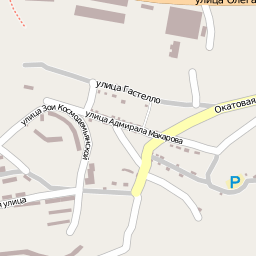 улица Олега
улица Гастелло
Окатовая
улица Зои Космодемьянской
улица Адмирала Макарова
я улица
P